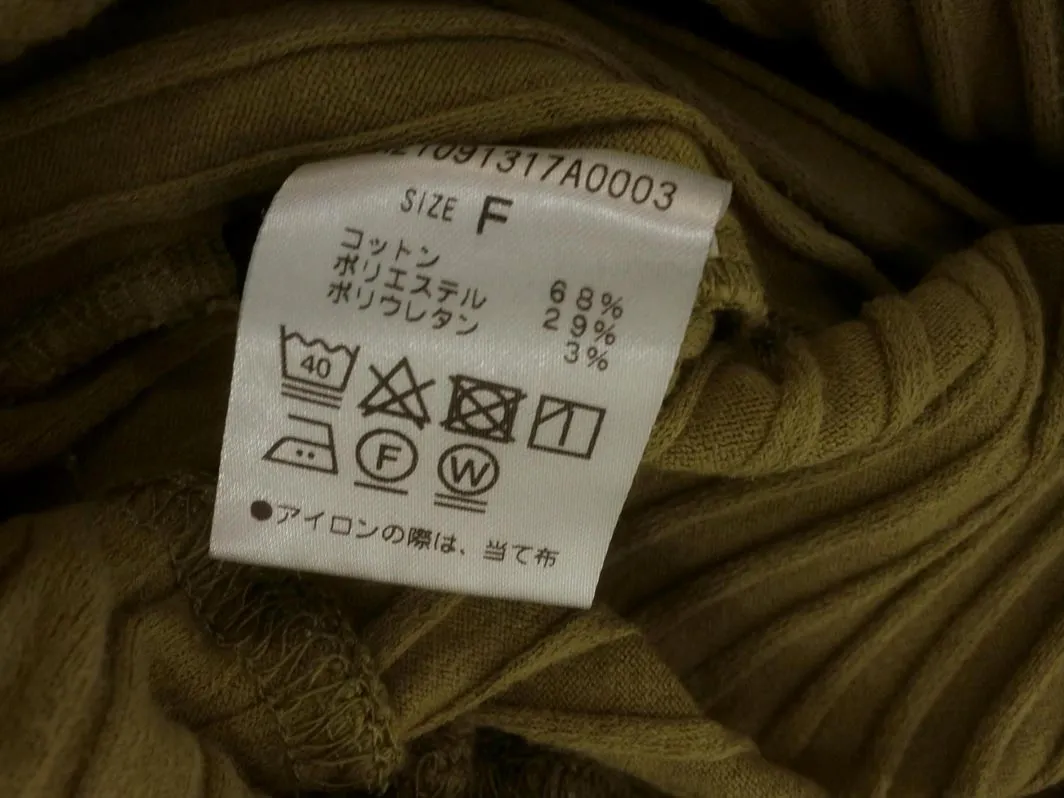 21091317A0003
SIZE F
コットン 68%
ポリエステル 29%
ポリウレタン 3%
40
F W
●アイロンの際は、当て布